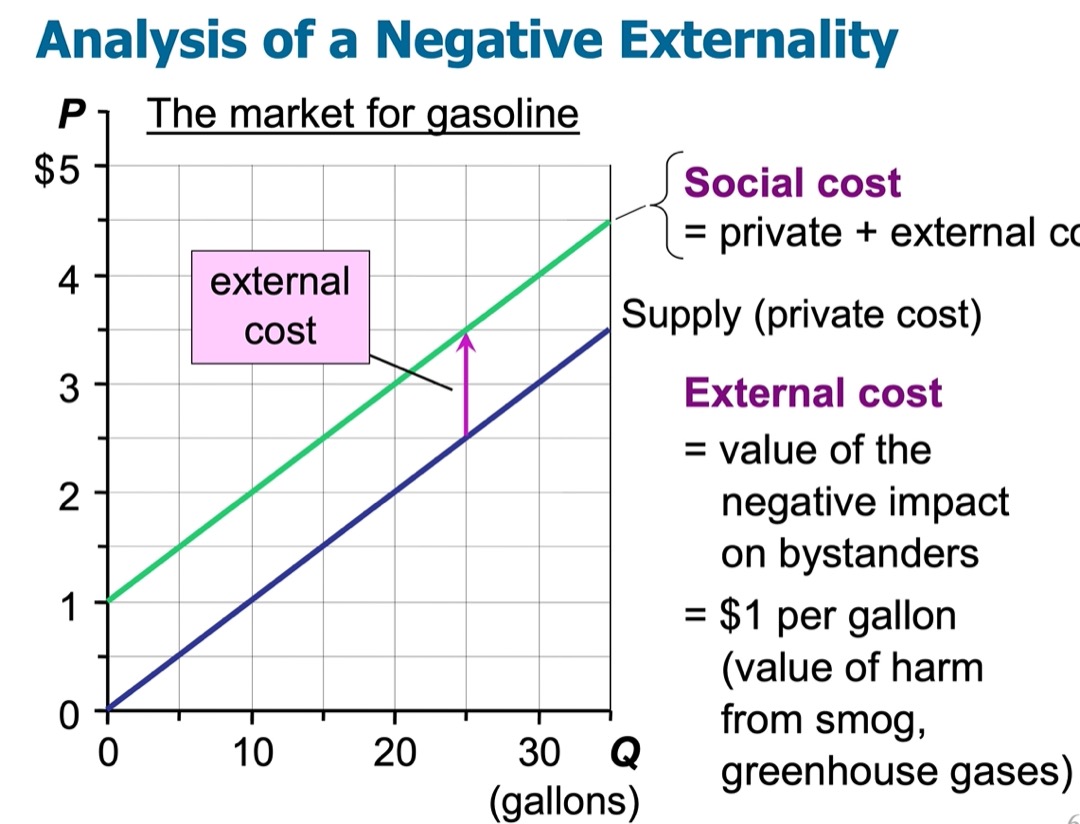 Analysis of a Negative Externality
P
The market for gasoline
$5
4
3
2
1
0
0 10 20 30 Q
(gallons)
external
cost
Social cost
= private + external co
Supply (private cost)
External cost
= value of the
negative impact
on bystanders
= $1 per gallon
(value of harm
from smog,
greenhouse gases)